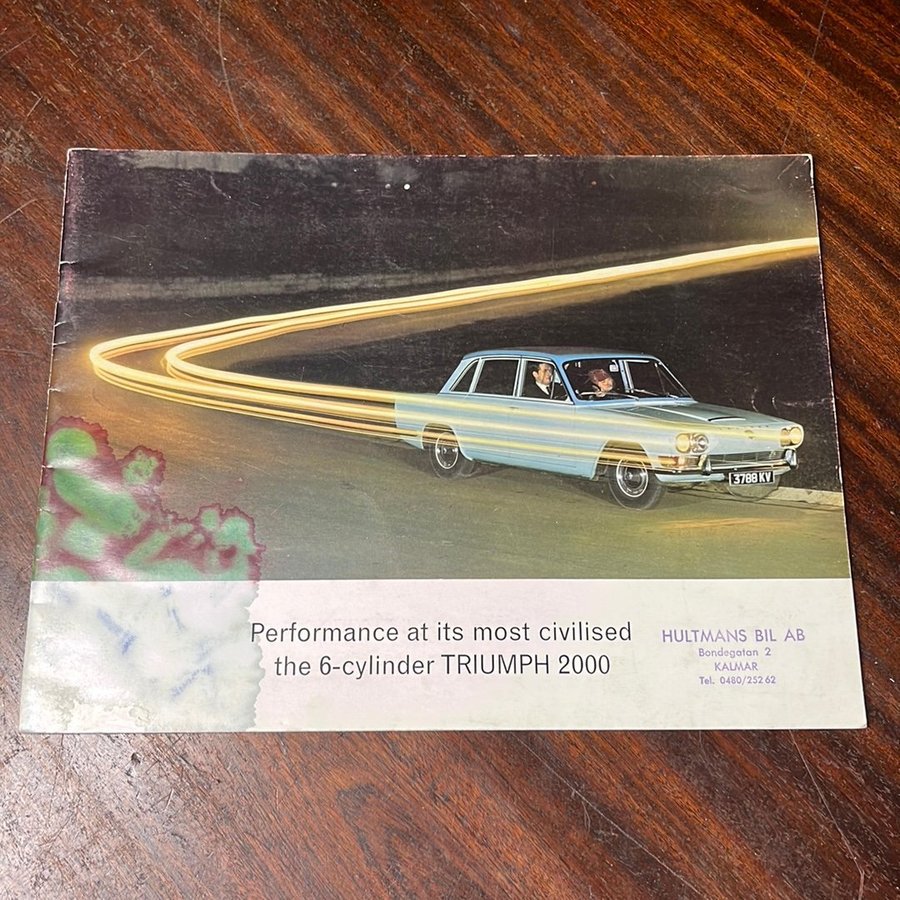 3788 KV
Performance at its most civilised
the 6-cylinder TRIUMPH 2000
HULTMANS BIL AB
Bondegatan 2
KALMAR
Tel. 0480/252 62